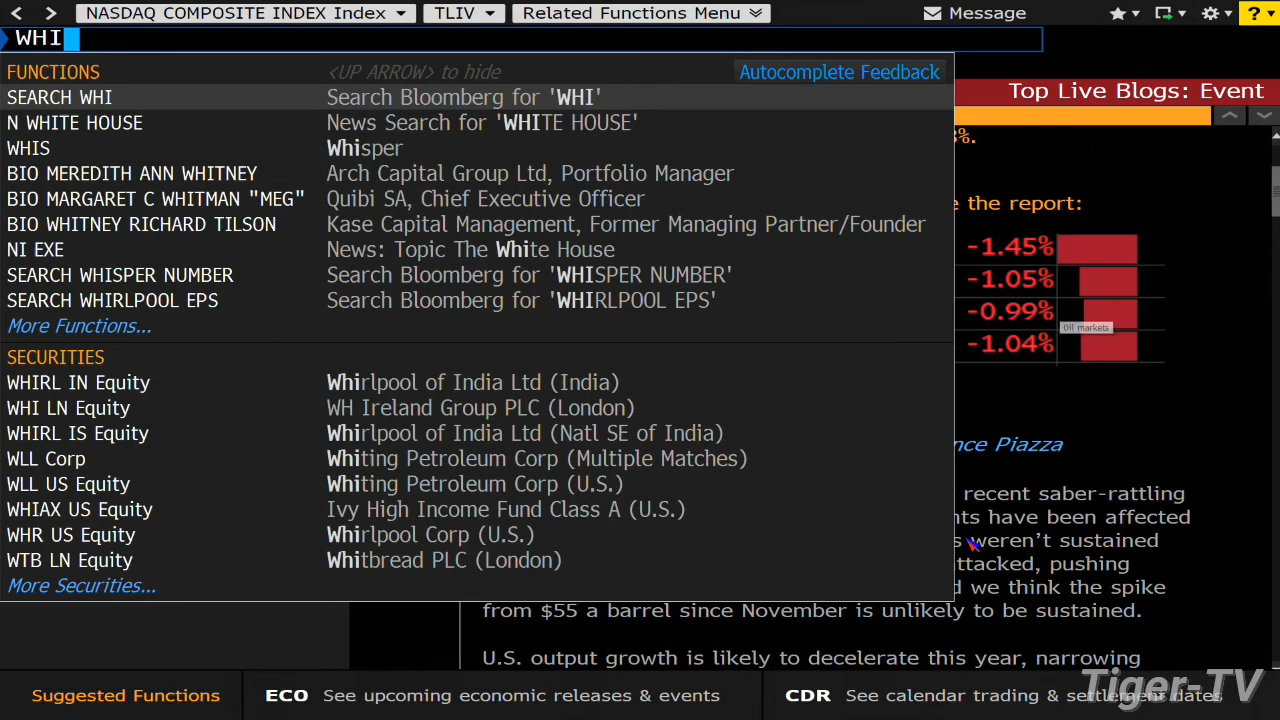 NASDAQ COMPOSITE INDEX Index TLIV Related Functions Menu Message ?
WHI
FUNCTIONS <UP ARROW> to hide Autocomplete Feedback
Top Live Blogs: Event
SEARCH WHI Search Bloomberg for 'WHI'
N WHITE HOUSE News Search for 'WHITE HOUSE'
%.
WHIS Whisper
BIO MEREDITH ANN WHITNEY Arch Capital Group Ltd, Portfolio Manager
BIO MARGARET C WHITMAN "MEG" Quibi SA, Chief Executive Officer
e the report:
BIO WHITNEY RICHARD TILSON Kase Capital Management, Former Managing Partner/Founder
NI EXE News: Topic The White House
-1.45%
SEARCH WHISPER NUMBER Search Bloomberg for 'WHISPER NUMBER'
-1.05%
SEARCH WHIRLPOOL EPS Search Bloomberg for 'WHIRLPOOL EPS'
-0.99%
More Functions...
Oil markets
-1.04%
SECURITIES
WHIRL IN Equity Whirlpool of India Ltd (India)
WHI LN Equity WH Ireland Group PLC (London)
WHIRL IS Equity Whirlpool of India Ltd (Natl SE of India)
nce Piazza
WLL Corp Whiting Petroleum Corp (Multiple Matches)
WLL US Equity Whiting Petroleum Corp (U.S.)
recent saber-rattling
WHIAX US Equity Ivy High Income Fund Class A (U.S.)
nts have been affected
WHR US Equity Whirlpool Corp (U.S.)
s weren't sustained
WTB LN Equity Whitbread PLC (London)
ttacked, pushing
More Securities...
d we think the spike
from $55 a barrel since November is unlikely to be sustained.
U.S. output growth is likely to decelerate this year, narrowing
Suggested Functions ECO See upcoming economic releases & events CDR See calendar trading & settlement dates
Tiger-TV